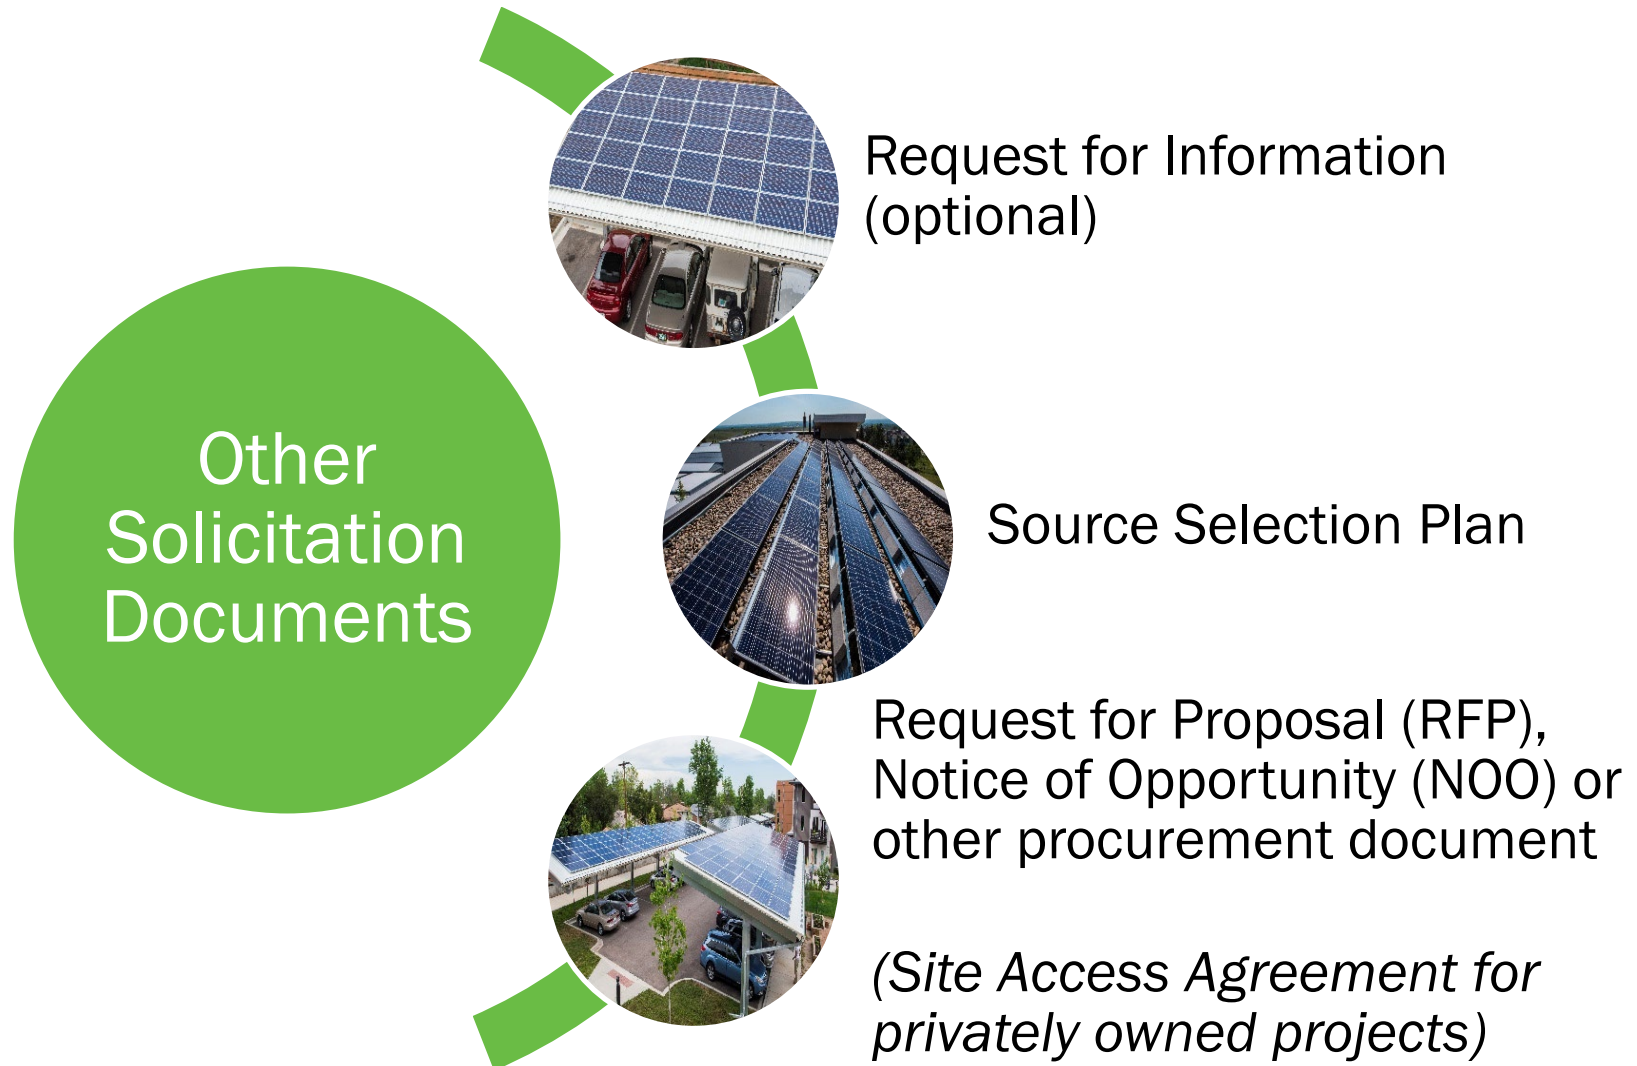 Other
Solicitation
Documents
Request for Information
(optional)
Source Selection Plan
Request for Proposal (RFP),
Notice of Opportunity (NOO) or
other procurement document
(Site Access Agreement for
privately owned projects)